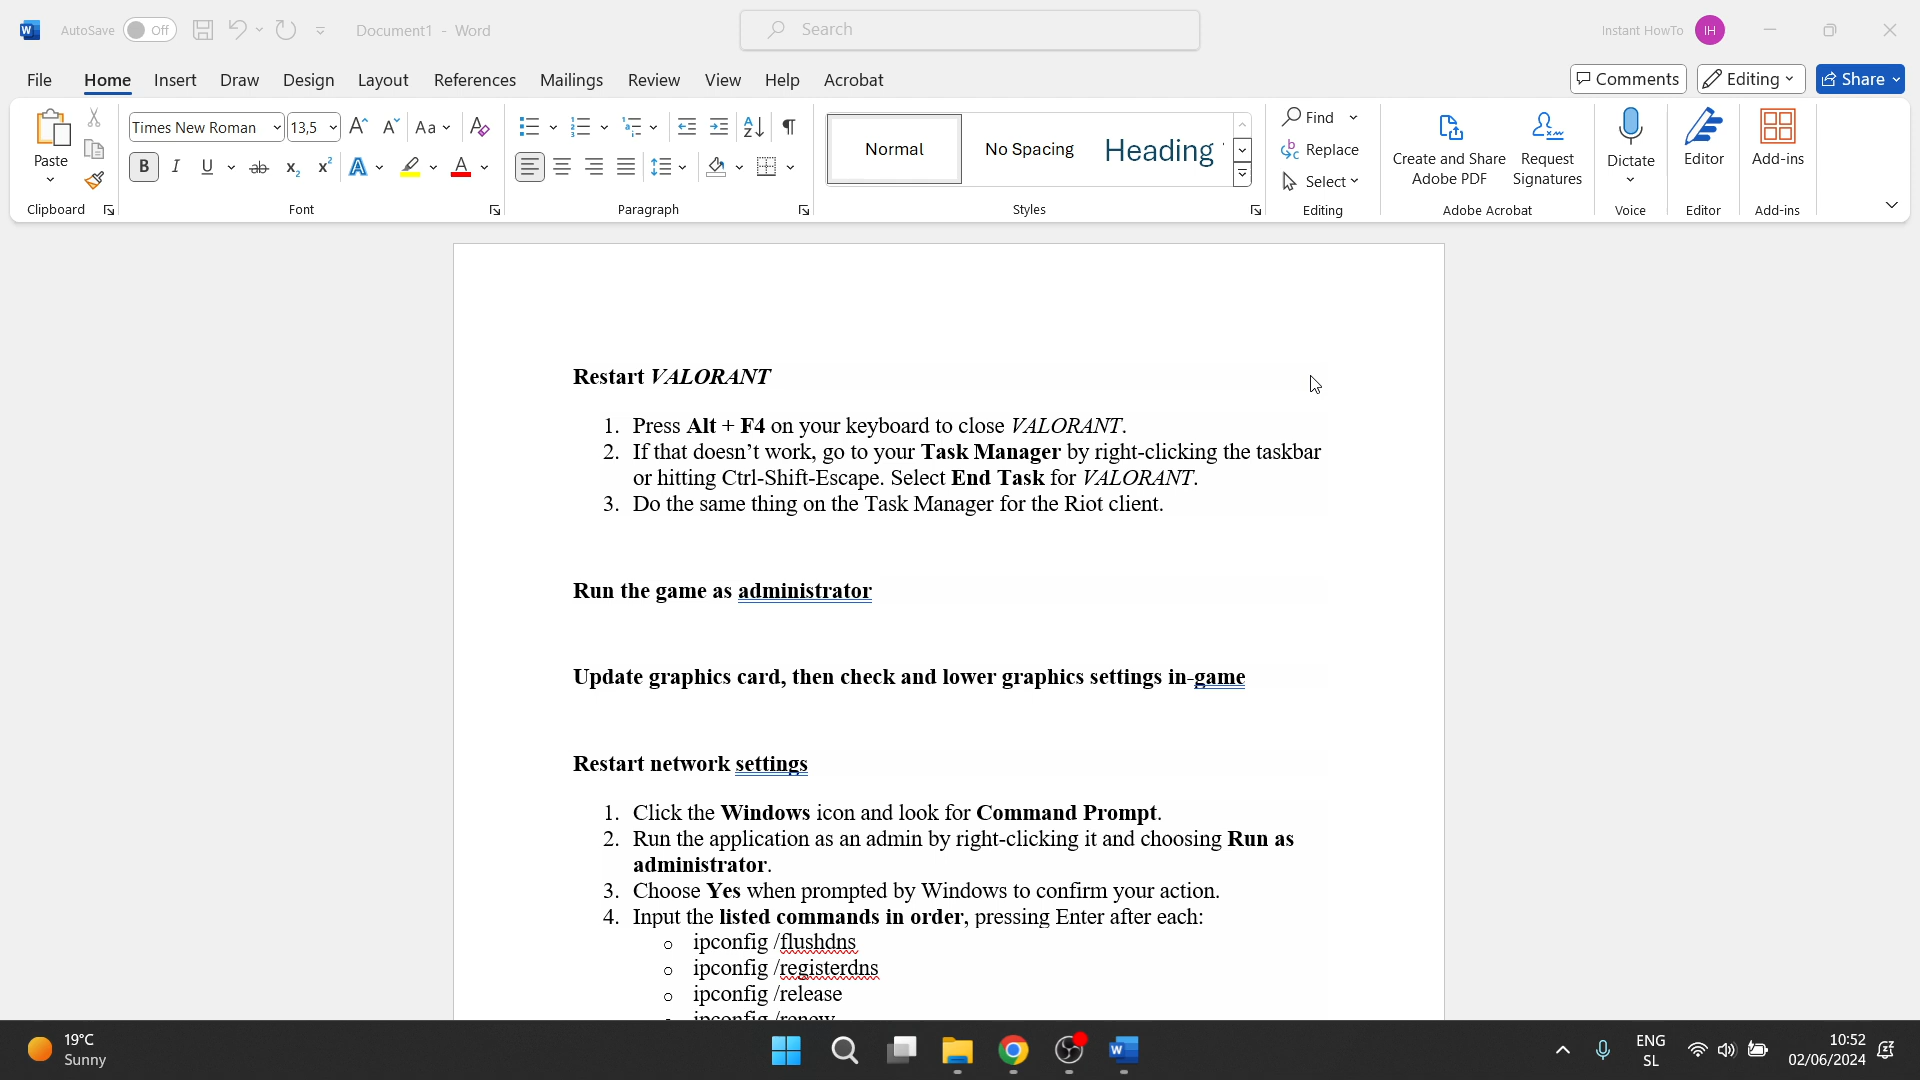 AutoSave Off Document1 - Word Search Instant HowTo IH
File Home Insert Draw Design Layout References Mailings Review View Help Acrobat Comments Editing Share
Paste
Clipboard
Times New Roman 13,5
Font
Paragraph
Normal No Spacing Heading
Styles
Find
Replace
Select
Editing
Create and Share
Adobe PDF
Request
Signatures
Adobe Acrobat
Dictate
Voice
Editor
Editor
Add-ins
Add-ins
Restart VALORANT
1. Press Alt + F4 on your keyboard to close VALORANT.
2. If that doesn’t work, go to your Task Manager by right-clicking the taskbar
or hitting Ctrl-Shift-Escape. Select End Task for VALORANT.
3. Do the same thing on the Task Manager for the Riot client.
Run the game as administrator
Update graphics card, then check and lower graphics settings in-game
Restart network settings
1. Click the Windows icon and look for Command Prompt.
2. Run the application as an admin by right-clicking it and choosing Run as
administrator.
3. Choose Yes when prompted by Windows to confirm your action.
4. Input the listed commands in order, pressing Enter after each:
o ipconfig /flushdns
o ipconfig /registerdns
o ipconfig /release
ipconfig /renew
19°C
Sunny
ENG
SL
10:52
02/06/2024